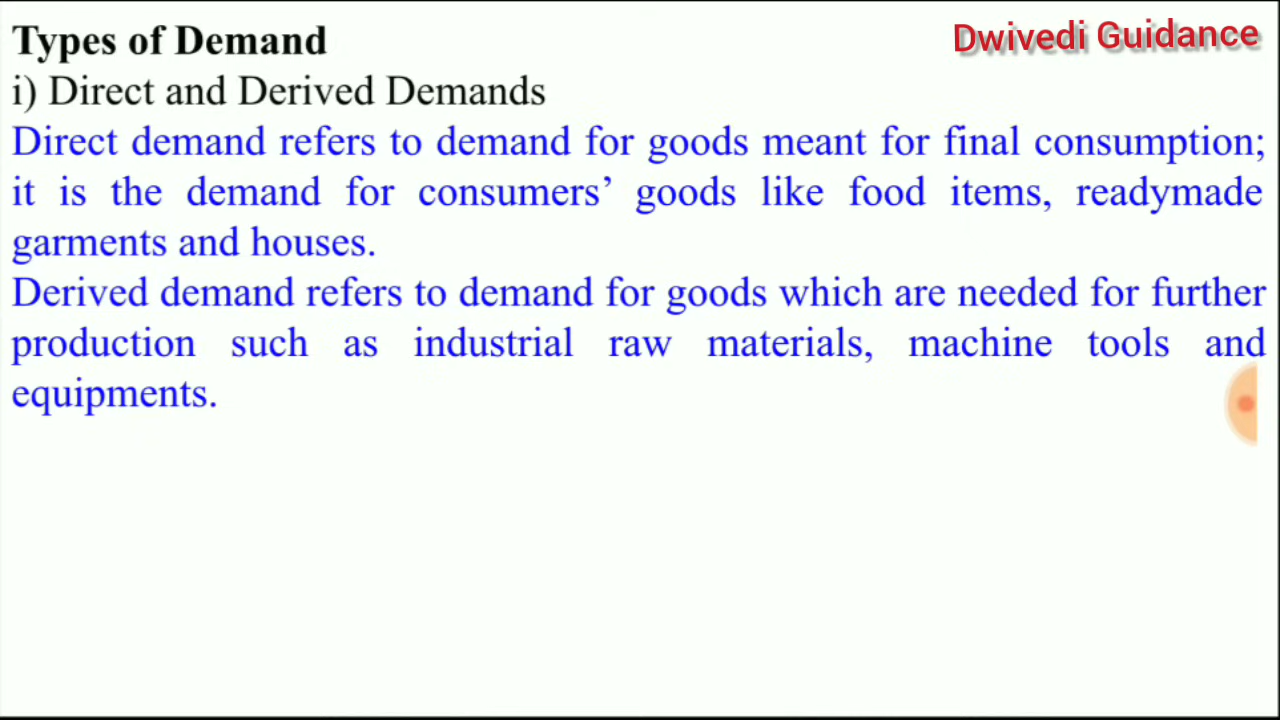 Types of Demand
Dwivedi Guidance
i) Direct and Derived Demands
Direct demand refers to demand for goods meant for final consumption;
it is the demand for consumers’ goods like food items, readymade
garments and houses.
Derived demand refers to demand for goods which are needed for further
production such as industrial raw materials, machine tools and
equipments.